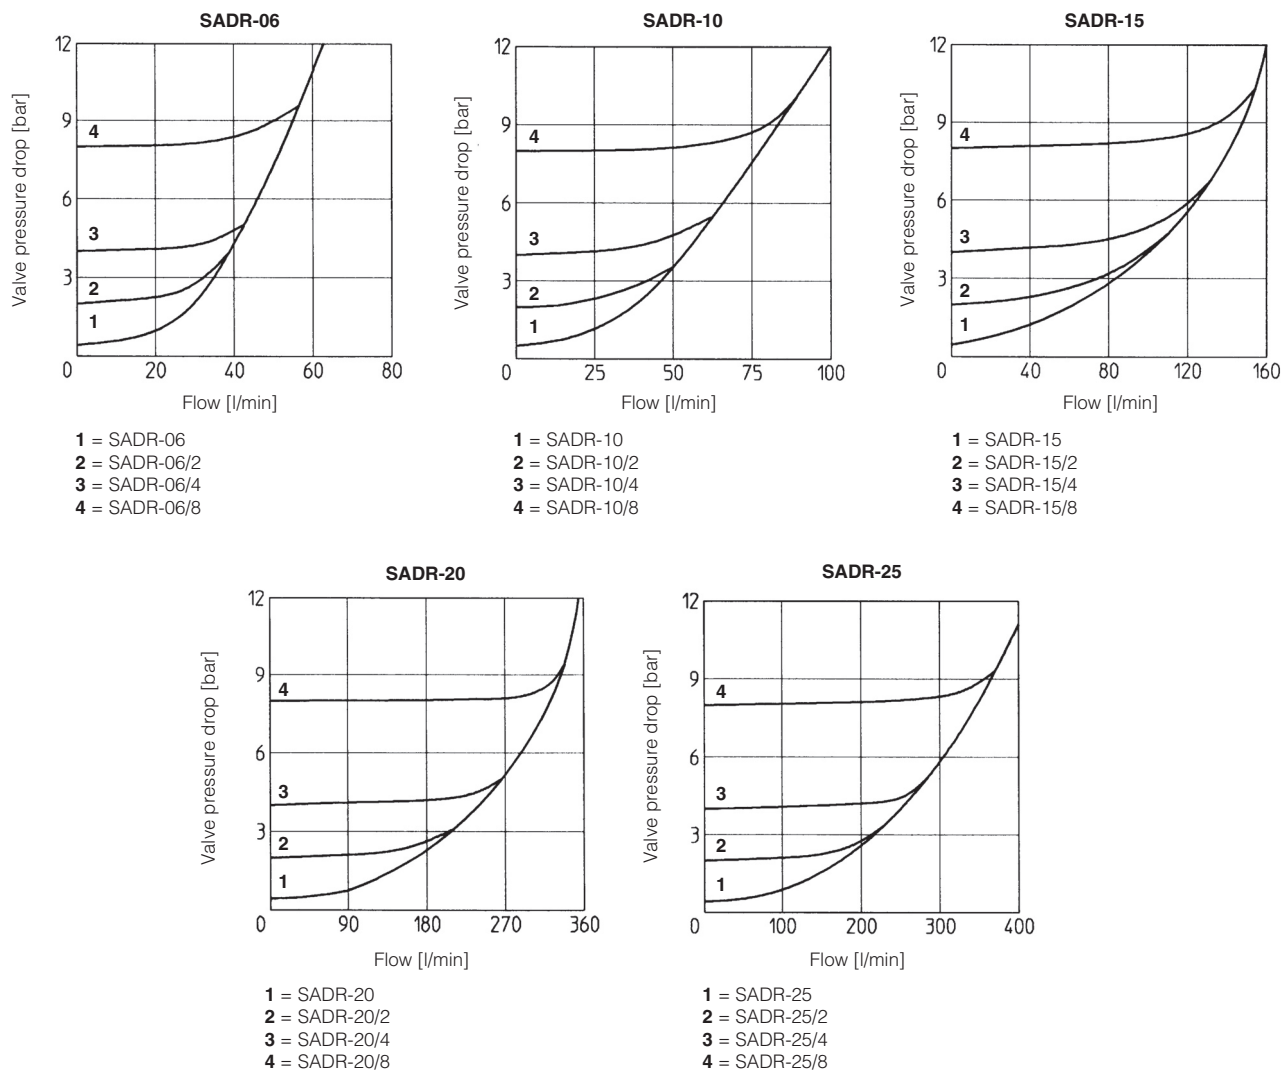 SADR-06
12
9
6
3
0
20
40
60
80
Valve pressure drop [bar]
4
3
2
1
Flow [l/min]
1 = SADR-06
2 = SADR-06/2
3 = SADR-06/4
4 = SADR-06/8
SADR-10
12
9
6
3
0
25
50
75
100
Valve pressure drop [bar]
4
3
2
1
Flow [l/min]
1 = SADR-10
2 = SADR-10/2
3 = SADR-10/4
4 = SADR-10/8
SADR-15
12
9
6
3
0
40
80
120
160
Valve pressure drop [bar]
4
3
2
1
Flow [l/min]
1 = SADR-15
2 = SADR-15/2
3 = SADR-15/4
4 = SADR-15/8
SADR-20
12
9
6
3
0
90
180
270
360
Valve pressure drop [bar]
4
3
2
1
Flow [l/min]
1 = SADR-20
2 = SADR-20/2
3 = SADR-20/4
4 = SADR-20/8
SADR-25
12
9
6
3
0
100
200
300
400
Valve pressure drop [bar]
4
3
2
1
Flow [l/min]
1 = SADR-25
2 = SADR-25/2
3 = SADR-25/4
4 = SADR-25/8